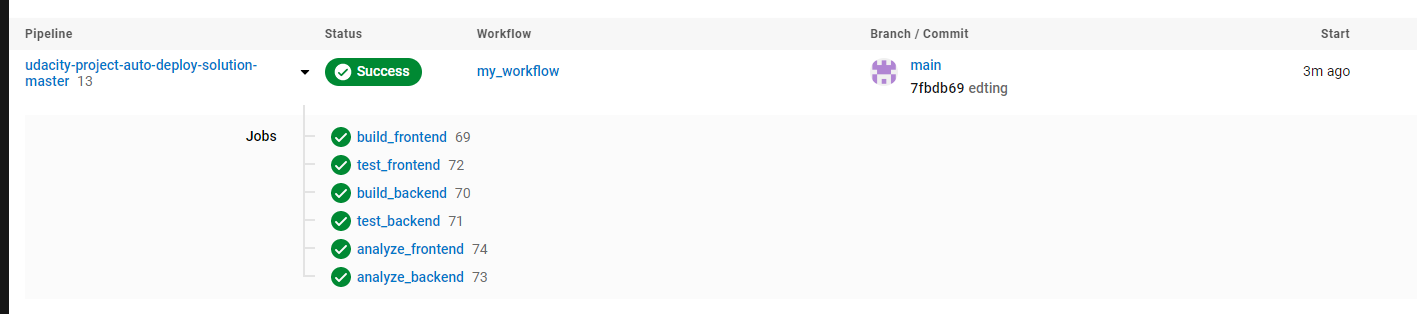 Pipeline Status Workflow Branch / Commit Start
udacity-project-auto-deploy-solution-
master 13
Success
my_workflow
main
7fbdb69 edting
3m ago
Jobs
build_frontend 69
test_frontend 72
build_backend 70
test_backend 71
analyze_frontend 74
analyze_backend 73